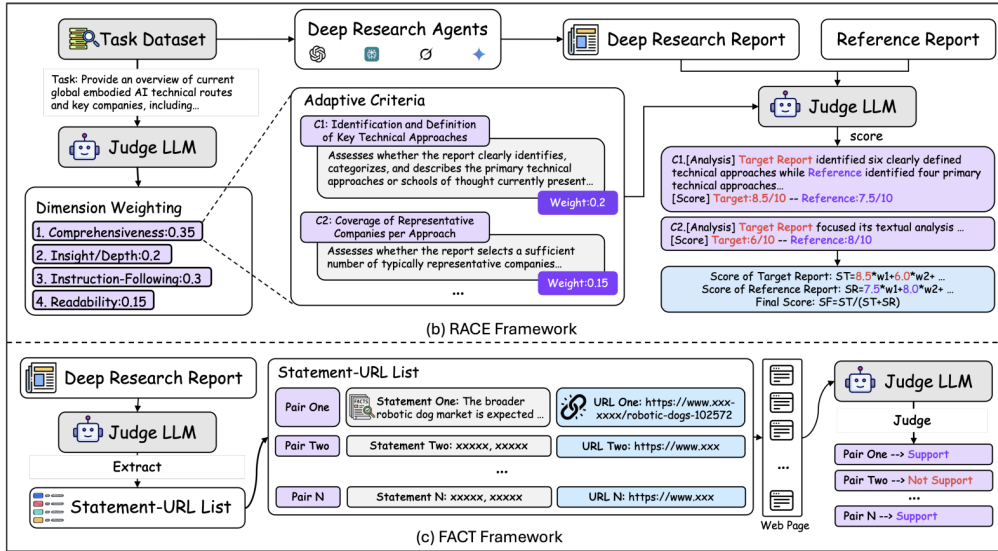 Task Dataset
Deep Research Agents
Deep Research Report
Reference Report
Task: Provide an overview of current
global embodied AI technical routes
and key companies, including...
Judge LLM
Dimension Weighting
1. Comprehensiveness:0.35
2. Insight/Depth:0.2
3. Instruction-Following:0.3
4. Readability:0.15
Adaptive Criteria
C1: Identification and Definition
of Key Technical Approaches
Assesses whether the report clearly identifies,
categorizes, and describes the primary technical
approaches or schools of thought currently present...
Weight:0.2
C2: Coverage of Representative
Companies per Approach
Assesses whether the report selects a sufficient
number of typically representative companies...
Weight:0.15
...
Judge LLM
score
C1.[Analysis] Target Report identified six clearly defined
technical approaches while Reference identified four primary
technical approaches...
[Score] Target:8.5/10 -- Reference:7.5/10
C2.[Analysis] Target Report focused its textual analysis ...
[Score] Target:6/10 -- Reference:8/10
Score of Target Report: ST=8.5*w1+6.0*w2+ ...
Score of Reference Report: SR=7.5*w1+8.0*w2+ ...
Final Score: SF=ST/(ST+SR)
(b) RACE Framework
Deep Research Report
Judge LLM
Extract
Statement-URL List
Statement-URL List
Pair One
FACTS
Statement One: The broader
robotic dog market is expected ...
URL One: https://www.xxx-
xxxx/robotic-dogs-102572
Pair Two
Statement Two: xxxxx, xxxxx
URL Two: https://www.xxx
...
Pair N
Statement N: xxxxx, xxxxx
URL N: https://www.xxx
...
Web Page
Judge LLM
Judge
Pair One --> Support
Pair Two --> Not Support
...
Pair N --> Support
(c) FACT Framework